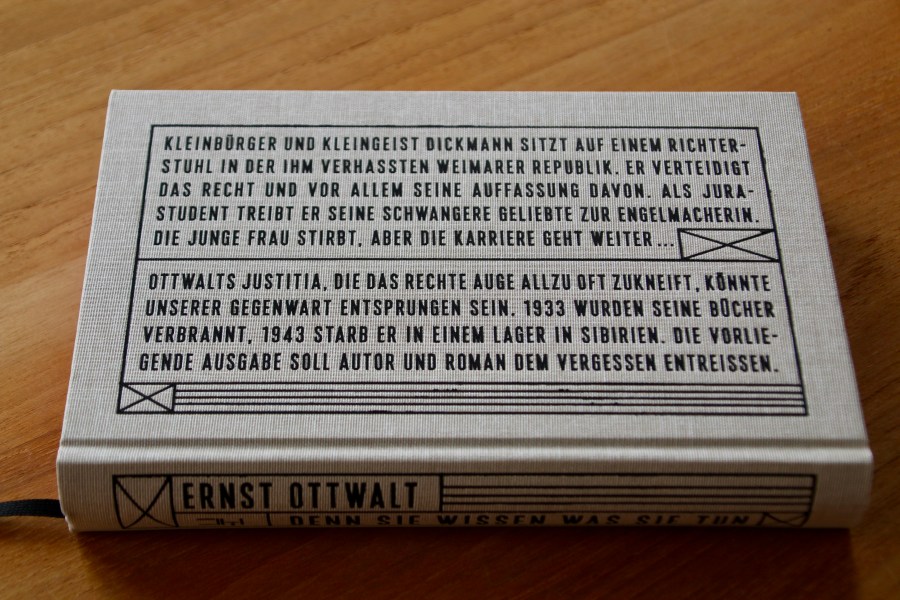 KLEINBÜRGER UND KLEINGEIST DICKMANN SITZT AUF EINEM RICHTER-
STUHL IN DER IHM VERHASSTEN WEIMARER REPUBLIK. ER VERTEIDIGT
DAS RECHT UND VOR ALLEM SEINE AUFFASSUNG DAVON. ALS JURA-
STUDENT TREIBT ER SEINE SCHWANGERE GELIEBTE ZUR ENGELMACHERIN.
DIE JUNGE FRAU STIRBT, ABER DIE KARRIERE GEHT WEITER...
OTTWALTS JUSTITIA, DIE DAS RECHTE AUGE ALLZU OFT ZUKNEIFT, KÖNNTE
UNSERER GEGENWART ENTSPRUNGEN SEIN. 1933 WURDEN SEINE BÜCHER
VERBRANNT, 1943 STARB ER IN EINEM LAGER IN SIBIRIEN. DIE VORLIE-
GENDE AUSGABE SOLL AUTOR UND ROMAN DEM VERGESSEN ENTREISSEN.
ERNST OTTWALT
DENN SIE WISSEN WAS SIE TUN